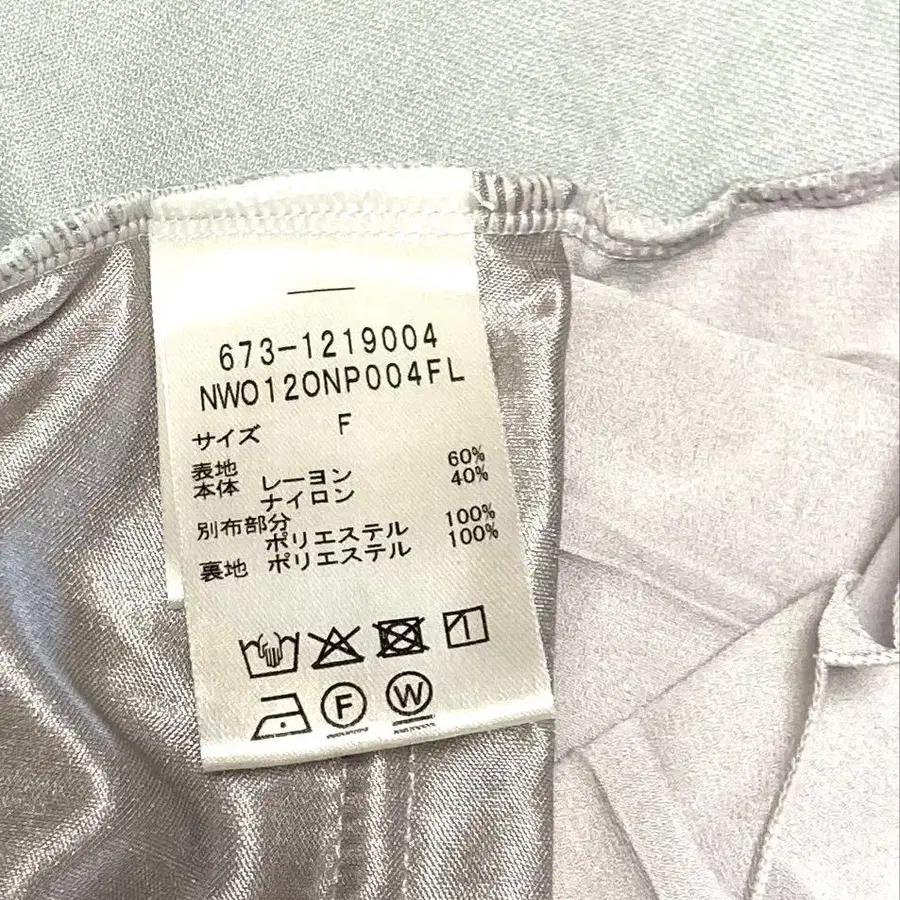 673-1219004
NW012ONP004FL
サイズ F
表地
本体 レーヨン 60%
ナイロン 40%
別布部分
ポリエステル 100%
裏地 ポリエステル 100%
F W